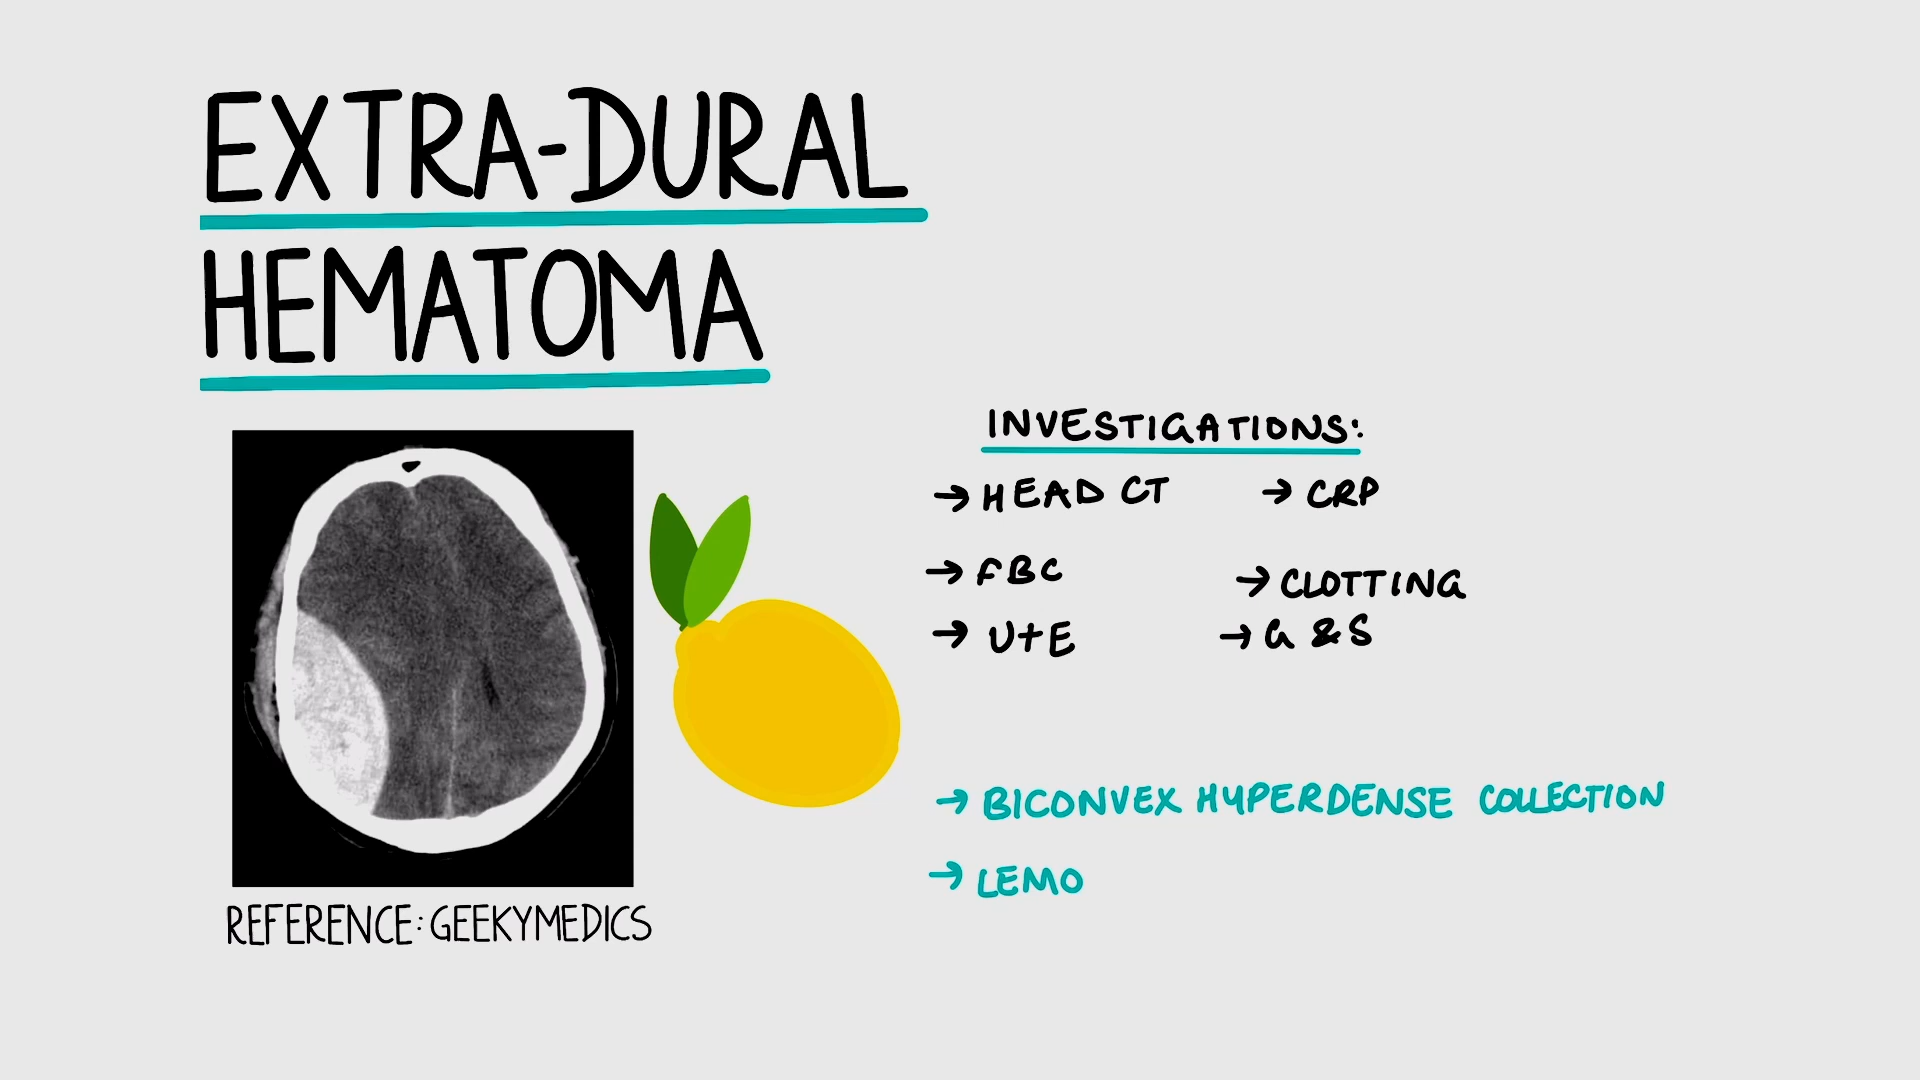 EXTRA-DURAL
HEMATOMA
INVESTIGATIONS:
→ HEAD CT
→ CRP
→ FBC
→ CLOTTING
→ U+E
→ G & S
→ BICONVEX HYPERDENSE COLLECTION
→ LEMO
REFERENCE: GEEKYMEDICS